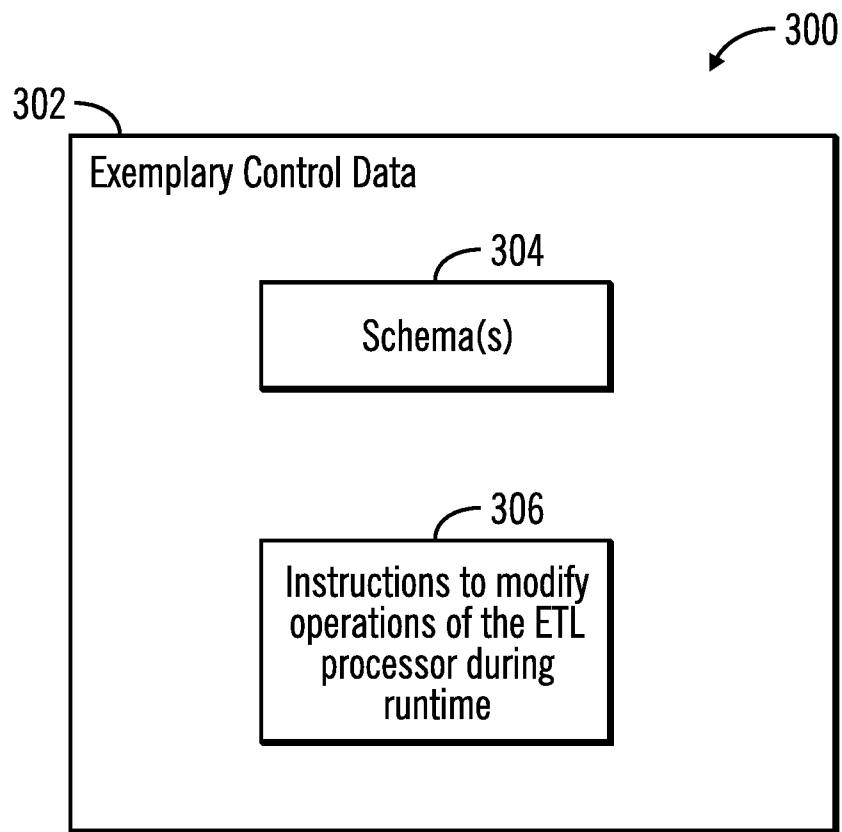 300
302
Exemplary Control Data
304
Schema(s)
306
Instructions to modify
operations of the ETL
processor during
runtime